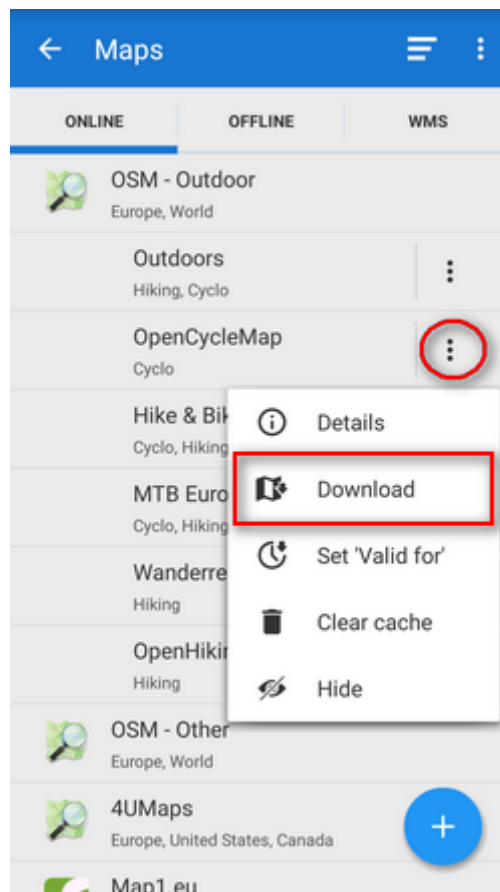 Maps
ONLINE OFFLINE WMS
OSM - Outdoor
Europe, World
Outdoors
Hiking, Cyclo
OpenCycleMap
Cyclo
Hike & Bik
Cyclo, Hiking
Details
MTB Euro
Cyclo, Hiking
Download
Wanderre
Hiking
Set 'Valid for'
OpenHikin
Hiking
Clear cache
Hide
OSM - Other
Europe, World
4UMaps
Europe, United States, Canada
Map1.eu